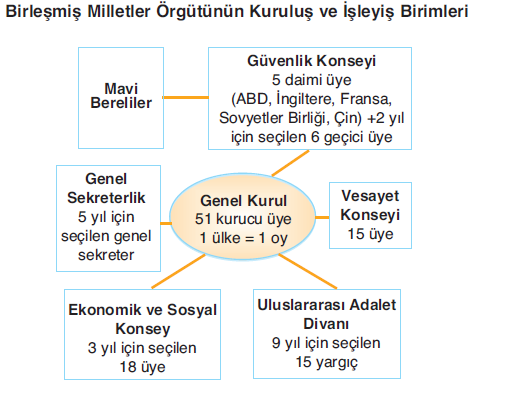 Birleşmiş Milletler Örgütünün Kuruluş ve İşleyiş Birimleri
Mavi
Bereliler
Güvenlik Konseyi
5 daimi üye
(ABD, İngiltere, Fransa,
Sovyetler Birliği, Çin) +2 yıl
için seçilen 6 geçici üye
Genel
Sekreterlik
5 yıl için
seçilen genel
sekreter
Genel Kurul
51 kurucu üye
1 ülke = 1 oy
Vesayet
Konseyi
15 üye
Ekonomik ve Sosyal
Konsey
3 yıl için seçilen
18 üye
Uluslararası Adalet
Divanı
9 yıl için seçilen
15 yargıç